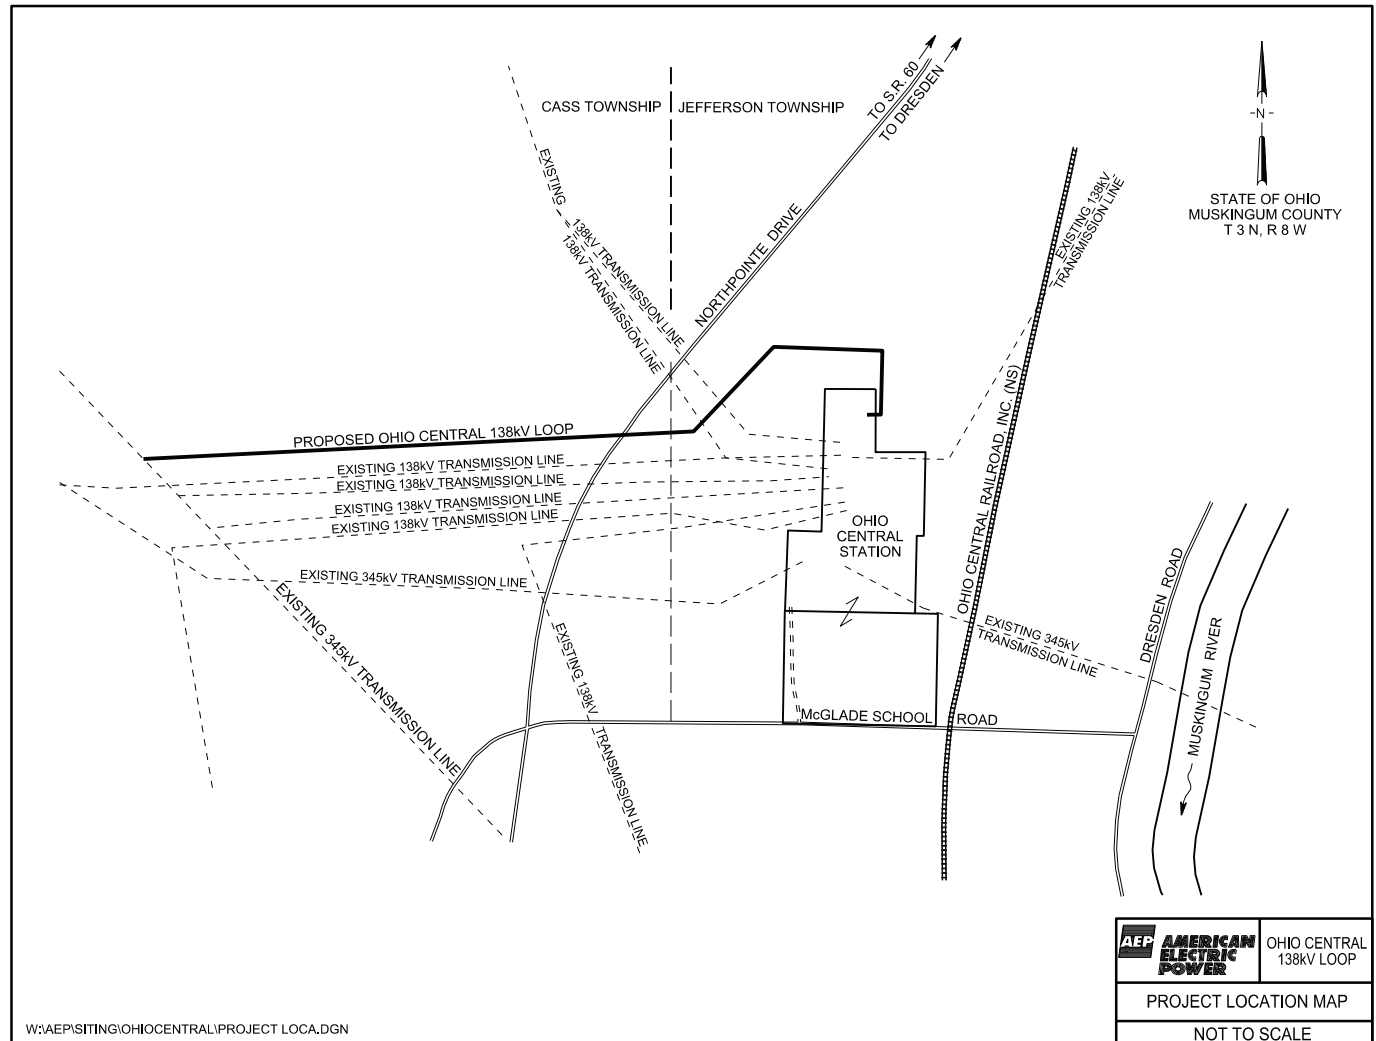 CASS TOWNSHIP
JEFFERSON TOWNSHIP
TO S.R. 60
TO DRESDEN
-N-
STATE OF OHIO
MUSKINGUM COUNTY
T 3 N, R 8 W
EXISTING
138kV TRANSMISSION LINE
138kV TRANSMISSION LINE
NORTHPOINTE DRIVE
EXISTING 138kV
TRANSMISSION LINE
PROPOSED OHIO CENTRAL 138kV LOOP
EXISTING 138kV TRANSMISSION LINE
EXISTING 138kV TRANSMISSION LINE
EXISTING 138kV TRANSMISSION LINE
EXISTING 138kV TRANSMISSION LINE
OHIO
CENTRAL
STATION
OHIO CENTRAL RAILROAD, INC. (NS)
EXISTING 345kV TRANSMISSION LINE
EXISTING 345kV TRANSMISSION LINE
EXISTING 138kV TRANSMISSION LINE
EXISTING 345kV
TRANSMISSION LINE
DRESDEN ROAD
MUSKINGUM RIVER
McGLADE SCHOOL ROAD
AEP AMERICAN
ELECTRIC
POWER
OHIO CENTRAL
138kV LOOP
PROJECT LOCATION MAP
NOT TO SCALE
W:\AEP\SITING\OHIOCENTRAL\PROJECT LOCA.DGN